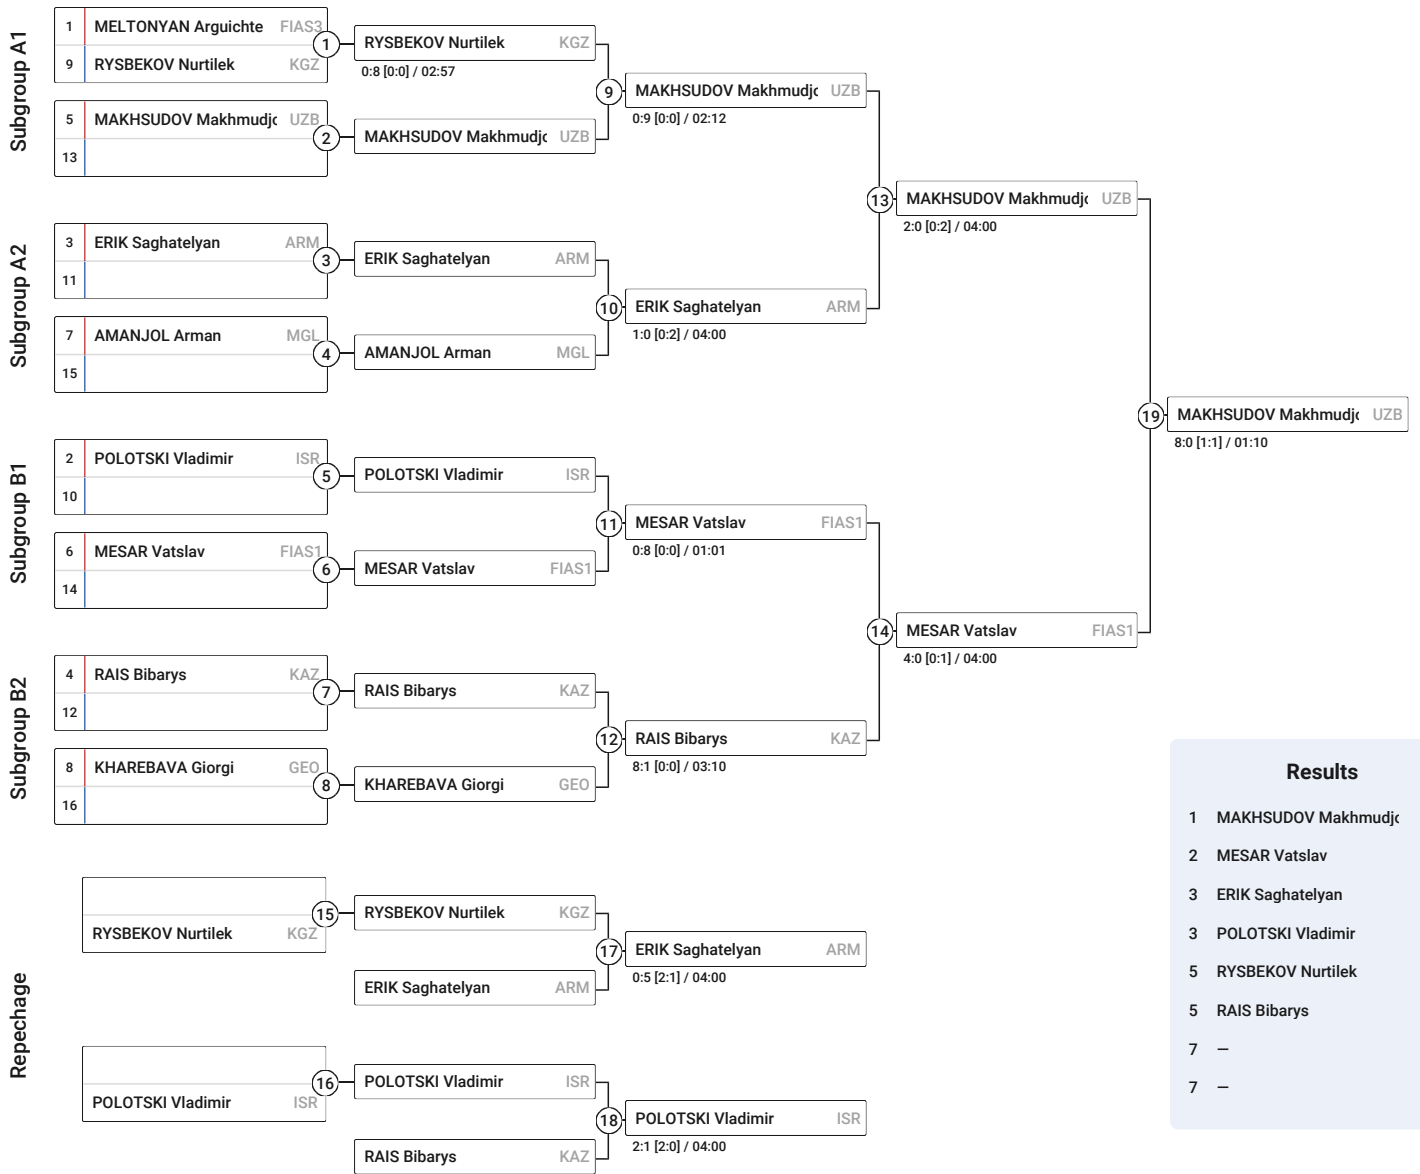 Subgroup A1
1 MELTONYAN Arguichte FIAS3
9 RYSBEKOV Nurtilek KGZ
1
5 MAKHSUDOV Makhmudjo UZB
13
2
RYSBEKOV Nurtilek KGZ
0:8 [0:0] / 02:57
MAKHSUDOV Makhmudjo UZB
9
MAKHSUDOV Makhmudjo UZB
0:9 [0:0] / 02:12
Subgroup A2
3 ERIK Saghatelyan ARM
11
3
7 AMANJOL Arman MGL
15
4
ERIK Saghatelyan ARM
AMANJOL Arman MGL
10
ERIK Saghatelyan ARM
1:0 [0:2] / 04:00
13
MAKHSUDOV Makhmudjo UZB
2:0 [0:2] / 04:00
Subgroup B1
2 POLOTSKI Vladimir ISR
10
5
6 MESAR Vatslav FIAS1
14
6
POLOTSKI Vladimir ISR
MESAR Vatslav FIAS1
11
MESAR Vatslav FIAS1
0:8 [0:0] / 01:01
Subgroup B2
4 RAIS Bibarys KAZ
12
7
8 KHAREBAVA Giorgi GEO
16
8
RAIS Bibarys KAZ
KHAREBAVA Giorgi GEO
12
RAIS Bibarys KAZ
8:1 [0:0] / 03:10
14
MESAR Vatslav FIAS1
4:0 [0:1] / 04:00
19
MAKHSUDOV Makhmudjo UZB
8:0 [1:1] / 01:10
Repechage
RYSBEKOV Nurtilek KGZ
15
RYSBEKOV Nurtilek KGZ
ERIK Saghatelyan ARM
17
ERIK Saghatelyan ARM
0:5 [2:1] / 04:00
POLOTSKI Vladimir ISR
16
POLOTSKI Vladimir ISR
RAIS Bibarys KAZ
18
POLOTSKI Vladimir ISR
2:1 [2:0] / 04:00
Results
1 MAKHSUDOV Makhmudjo
2 MESAR Vatslav
3 ERIK Saghatelyan
3 POLOTSKI Vladimir
5 RYSBEKOV Nurtilek
5 RAIS Bibarys
7 –
7 –